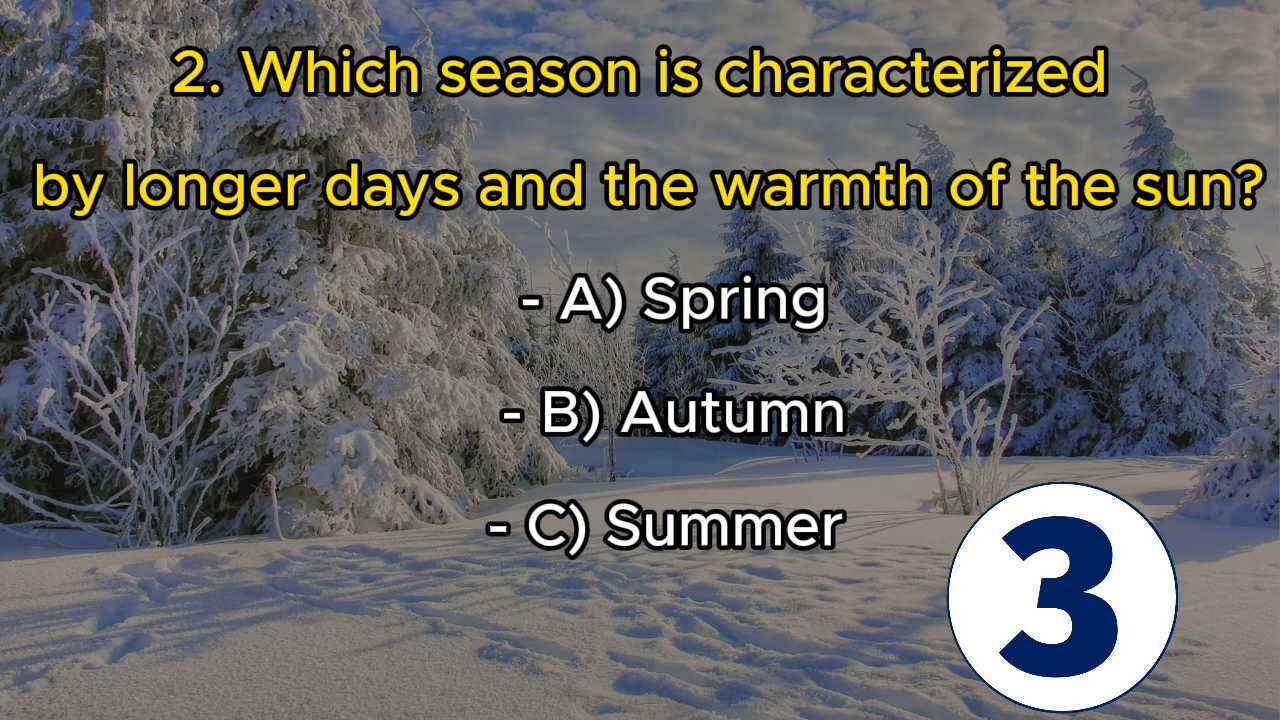 2. Which season is characterized
by longer days and the warmth of the sun?
- A) Spring
- B) Autumn
- C) Summer
3